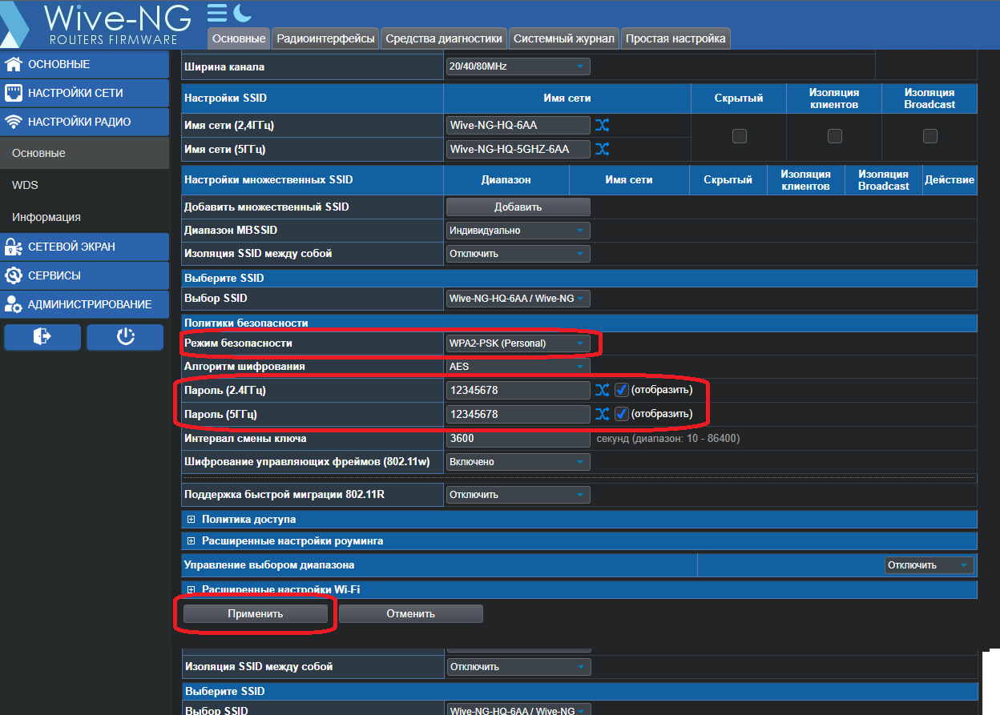 Wive-NG
ROUTERS FIRMWARE
Основные Радиоинтерфейсы Средства диагностики Системный журнал Простая настройка
ОСНОВНЫЕ
НАСТРОЙКИ СЕТИ
НАСТРОЙКИ РАДИО
Основные
WDS
Информация
СЕТЕВОЙ ЭКРАН
СЕРВИСЫ
АДМИНИСТРИРОВАНИЕ
Ширина канала 20/40/80MHz
Настройки SSID Имя сети Скрытый Изоляция клиентов Изоляция Broadcast
Имя сети (2,4ГГц) Wive-NG-HQ-6AA
Имя сети (5ГГц) Wive-NG-HQ-5GHZ-6AA
Настройки множественных SSID Диапазон Имя сети Скрытый Изоляция клиентов Изоляция Broadcast Действие
Добавить множественный SSID Добавить
Диапазон MBSSID Индивидуально
Изоляция SSID между собой Отключить
Выберите SSID
Выбор SSID Wive-NG-HQ-6AA / Wive-NG
Политики безопасности
Режим безопасности WPA2-PSK (Personal)
Алгоритм шифрования AES
Пароль (2.4ГГц) 12345678 (отобразить)
Пароль (5ГГц) 12345678 (отобразить)
Интервал смены ключа 3600 секунд (диапазон: 10 - 86400)
Шифрование управляющих фреймов (802.11w) Включено
Поддержка быстрой миграции 802.11R Отключить
Политика доступа
Расширенные настройки роуминга
Управление выбором диапазона Отключить
Расширенные настройки Wi-Fi
Применить Отменить
Изоляция SSID между собой Отключить
Выберите SSID
Выбор SSID Wive-NG-HQ-6AA / Wive-NG